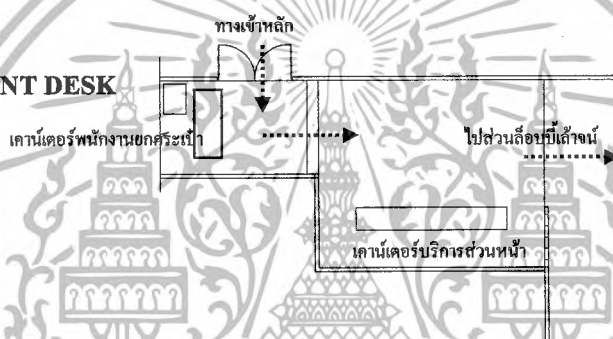 ทางเข้าหลัก
NT DESK
เคาน์เตอร์พนักงานยกกระเป๋า
ไปส่วนล็อบบี้เล้าจน์
เคาน์เตอร์บริการส่วนหน้า